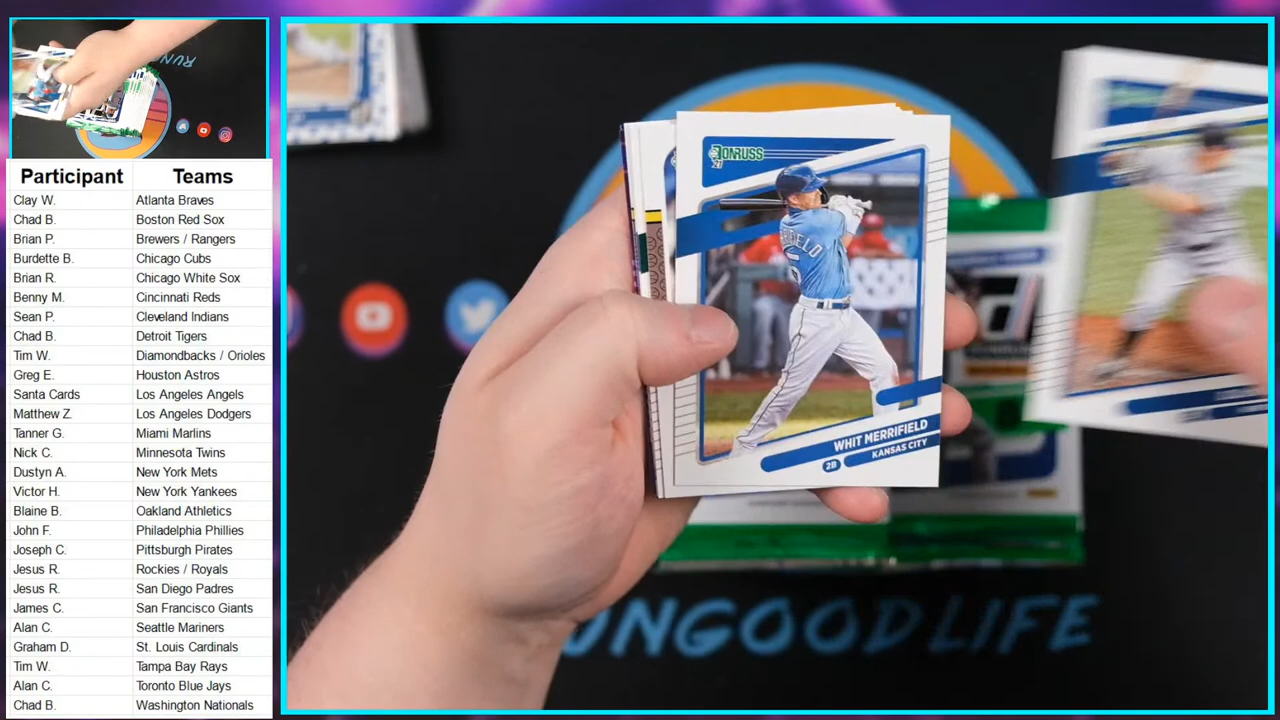 RUN
Participant Teams
Clay W. Atlanta Braves
Chad B. Boston Red Sox
Brian P. Brewers / Rangers
Burdette B. Chicago Cubs
Brian R. Chicago White Sox
Benny M. Cincinnati Reds
Sean P. Cleveland Indians
Chad B. Detroit Tigers
Tim W. Diamondbacks / Orioles
Greg E. Houston Astros
Santa Cards Los Angeles Angels
Matthew Z. Los Angeles Dodgers
Tanner G. Miami Marlins
Nick C. Minnesota Twins
Dustyn A. New York Mets
Victor H. New York Yankees
Blaine B. Oakland Athletics
John F. Philadelphia Phillies
Joseph C. Pittsburgh Pirates
Jesus R. Rockies / Royals
Jesus R. San Diego Padres
James C. San Francisco Giants
Alan C. Seattle Mariners
Graham D. St. Louis Cardinals
Tim W. Tampa Bay Rays
Alan C. Toronto Blue Jays
Chad B. Washington Nationals
DONRUSS
21
WHIT MERRIFIELD
2B KANSAS CITY
UNGOODLIFE